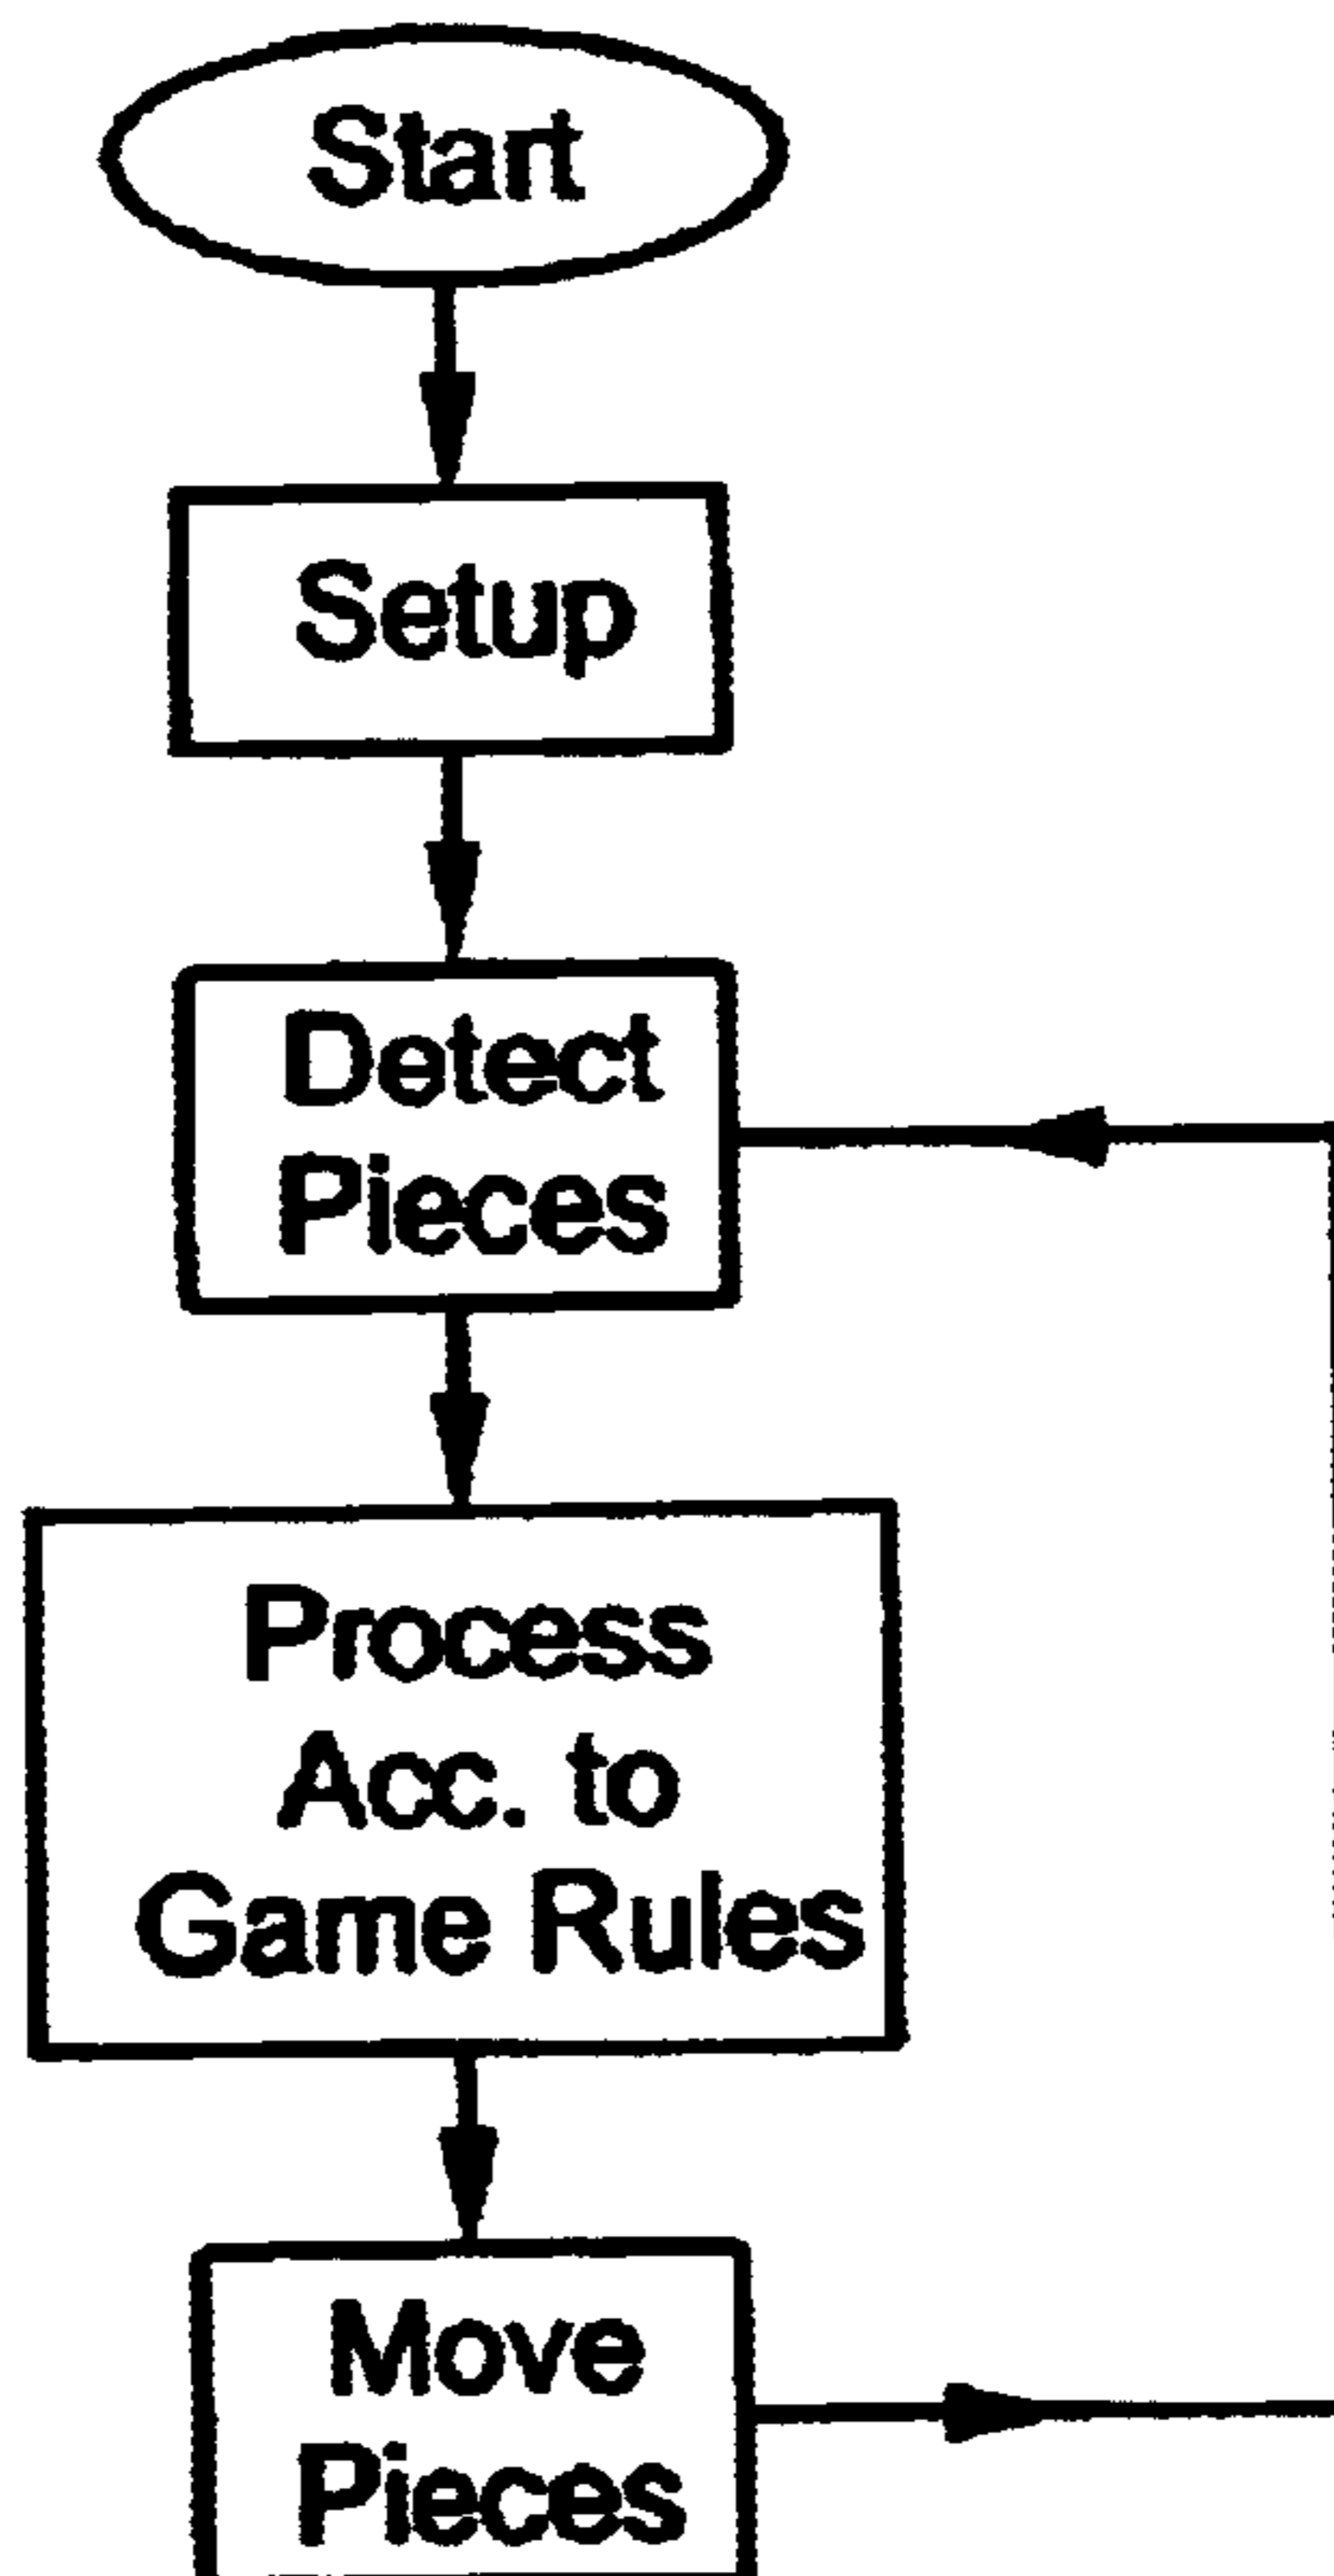 Start
Setup
Detect
Pieces
Process
Acc. to
Game Rules
Move
Pieces